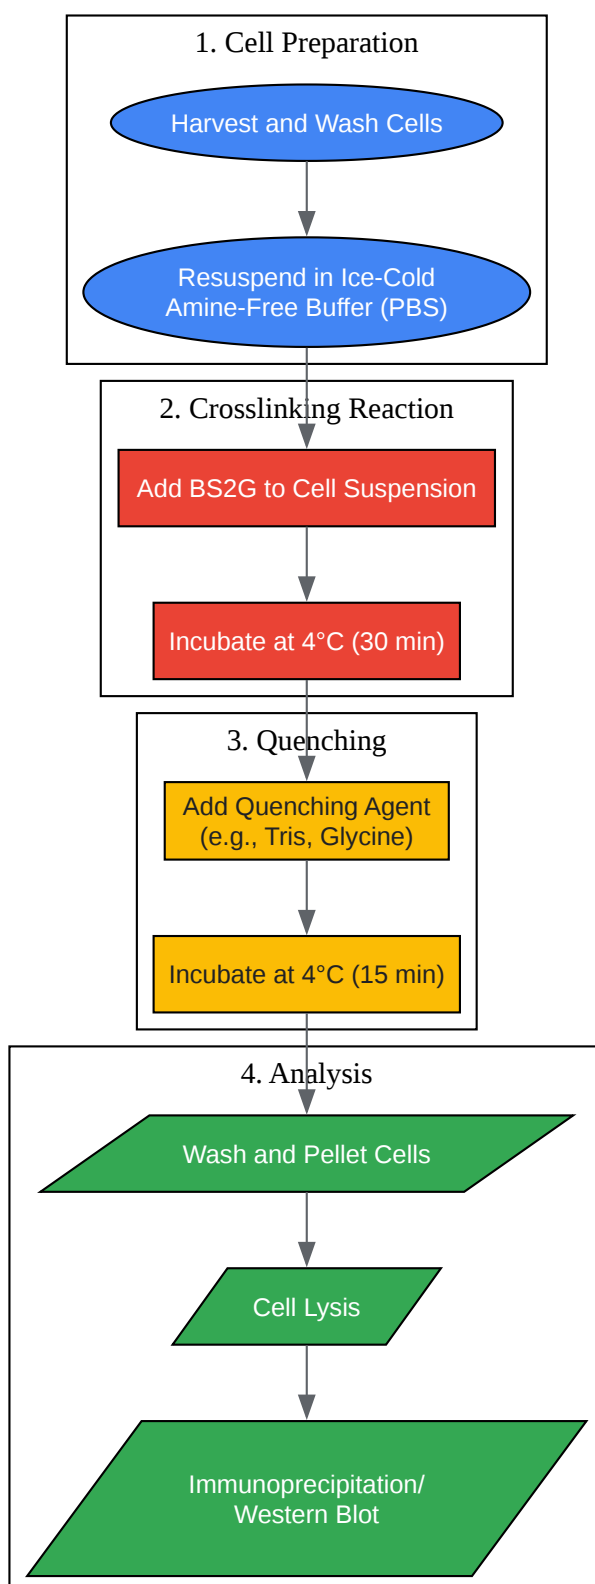 1. Cell Preparation
Harvest and Wash Cells
Resuspend in Ice-Cold
Amine-Free Buffer (PBS)
2. Crosslinking Reaction
Add BS2G to Cell Suspension
Incubate at 4°C (30 min)
3. Quenching
Add Quenching Agent
(e.g., Tris, Glycine)
Incubate at 4°C (15 min)
4. Analysis
Wash and Pellet Cells
Cell Lysis
Immunoprecipitation/
Western Blot